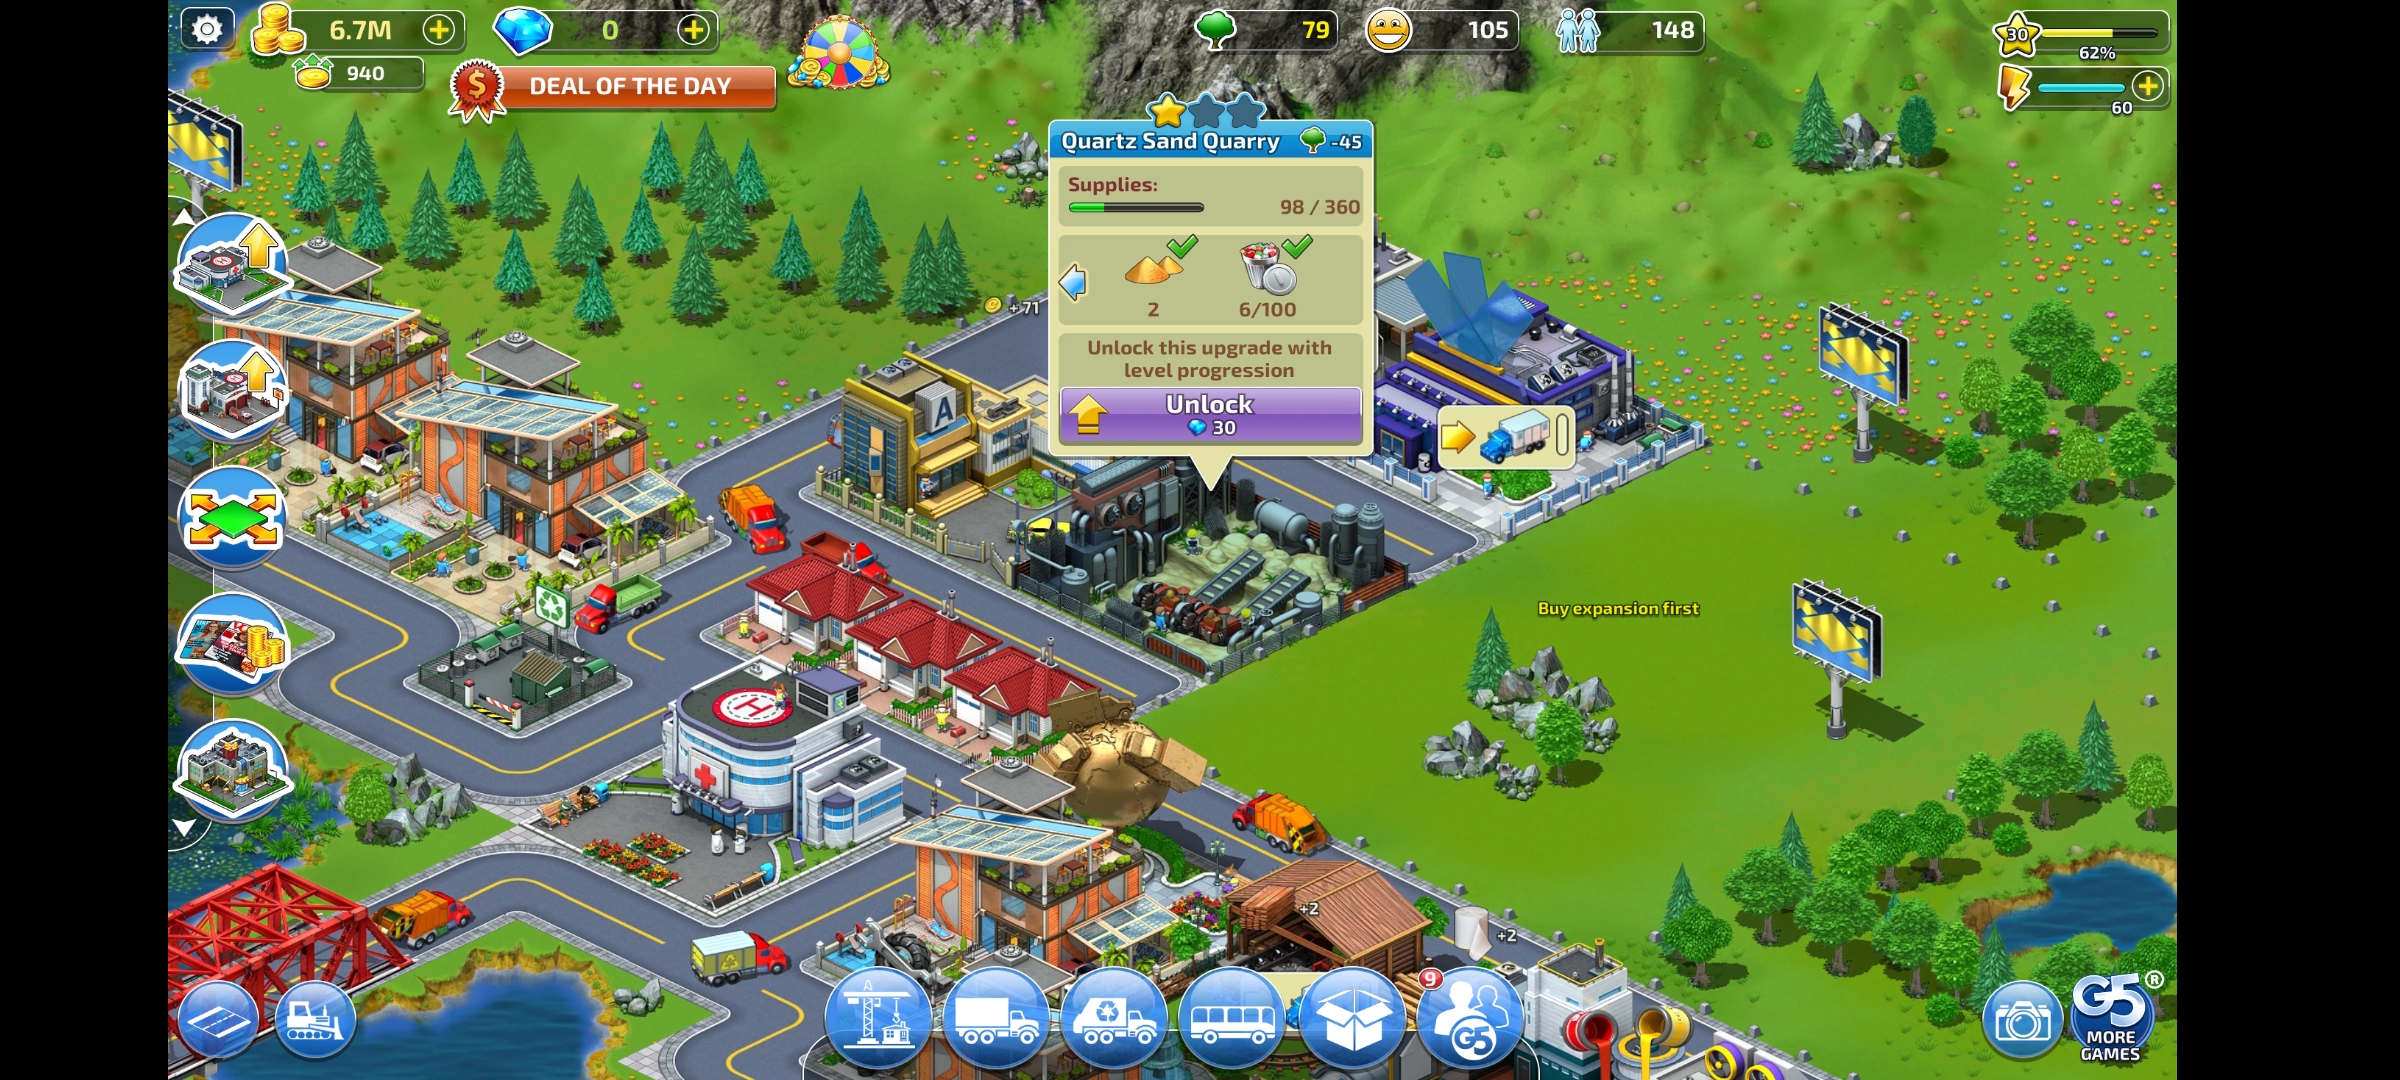 6.7M
0
79
105
148
30
62%
940
DEAL OF THE DAY
60
Quartz Sand Quarry -45
Supplies:
98 / 360
+71
2
6/100
Unlock this upgrade with
level progression
Unlock
30
A
Buy expansion first
H
+2
+2
9
G5
G5®
MORE
GAMES